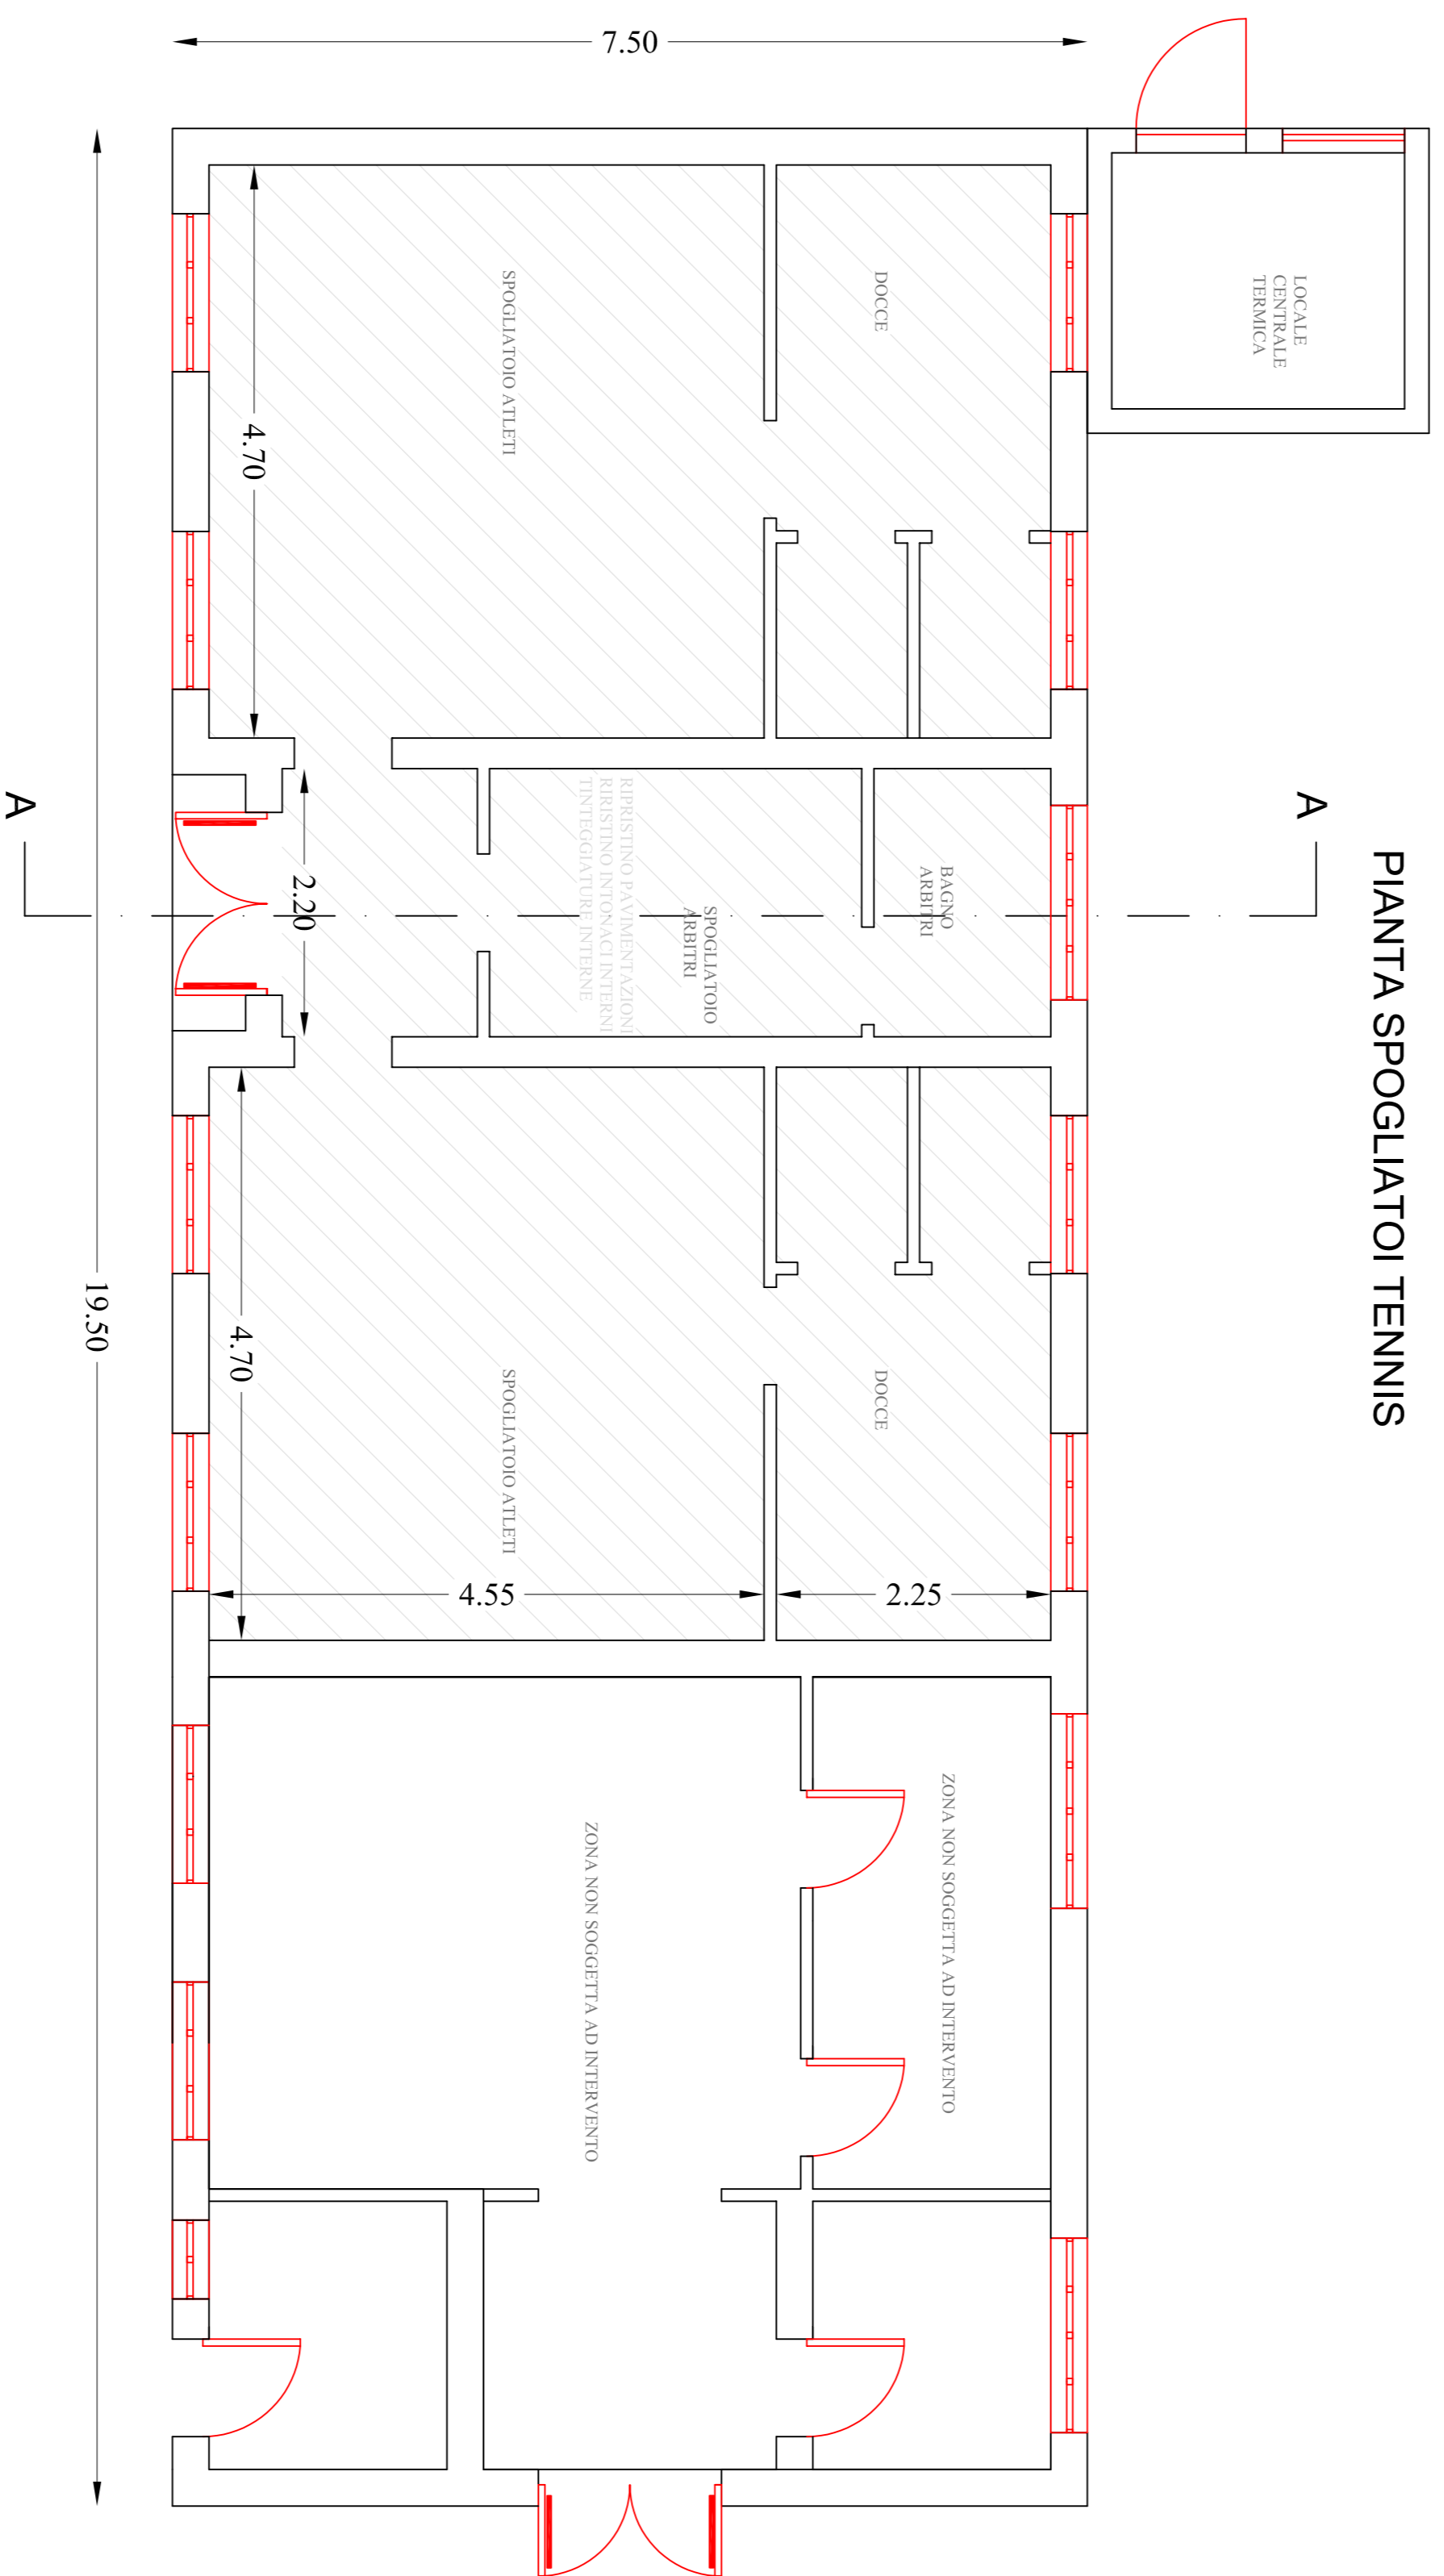 PIANTA SPOGLIATOI TENNIS
A
A
LOCALE
CENTRALE
TERMICA
7.50
DOCCE
SPOGLIATOIO ATLETI
4.70
BAGNO
ARBITRI
SPOGLIATOIO
ARBITRI
RIPRISTINO PAVIMENTAZIONI
RIRISTINO INTONACI INTERNI
TINTEGGIATURE INTERNE
2.20
DOCCE
SPOGLIATOIO ATLETI
4.70
4.55
2.25
ZONA NON SOGGETTA AD INTERVENTO
ZONA NON SOGGETTA AD INTERVENTO
19.50